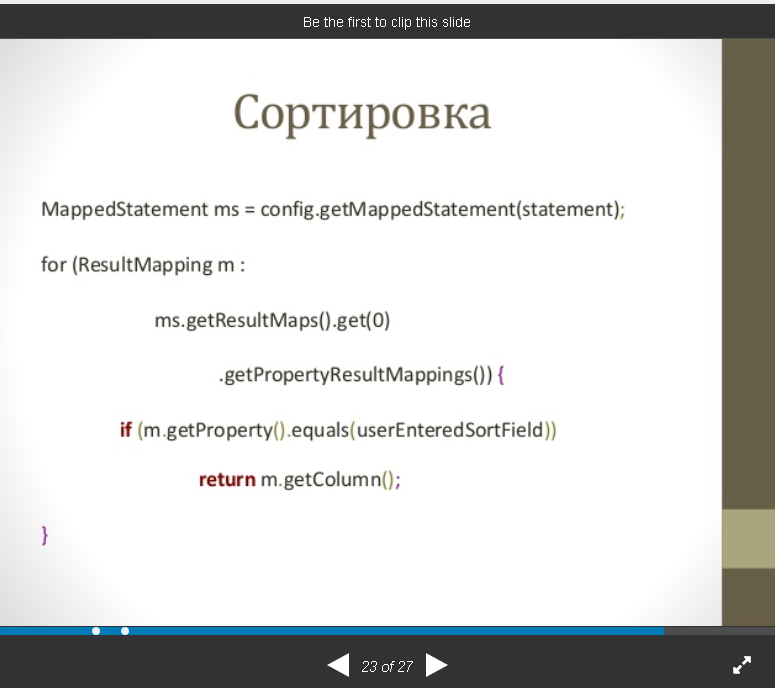 Be the first to clip this slide
Сортировка
MappedStatement ms = config.getMappedStatement(statement);
for (ResultMapping m :
ms.getResultMaps().get(0)
.getPropertyResultMappings()) {
if (m.getProperty().equals(userEnteredSortField))
return m.getColumn();
}
23 of 27